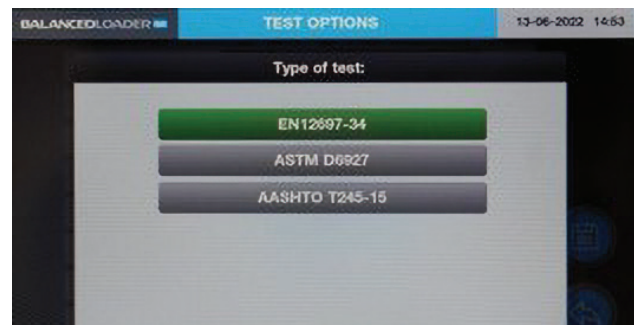 BALANCEDLOADER TEST OPTIONS 13-06-2022 14:53
Type of test:
EN12697-34
ASTM D6927
AASHTO T245-15